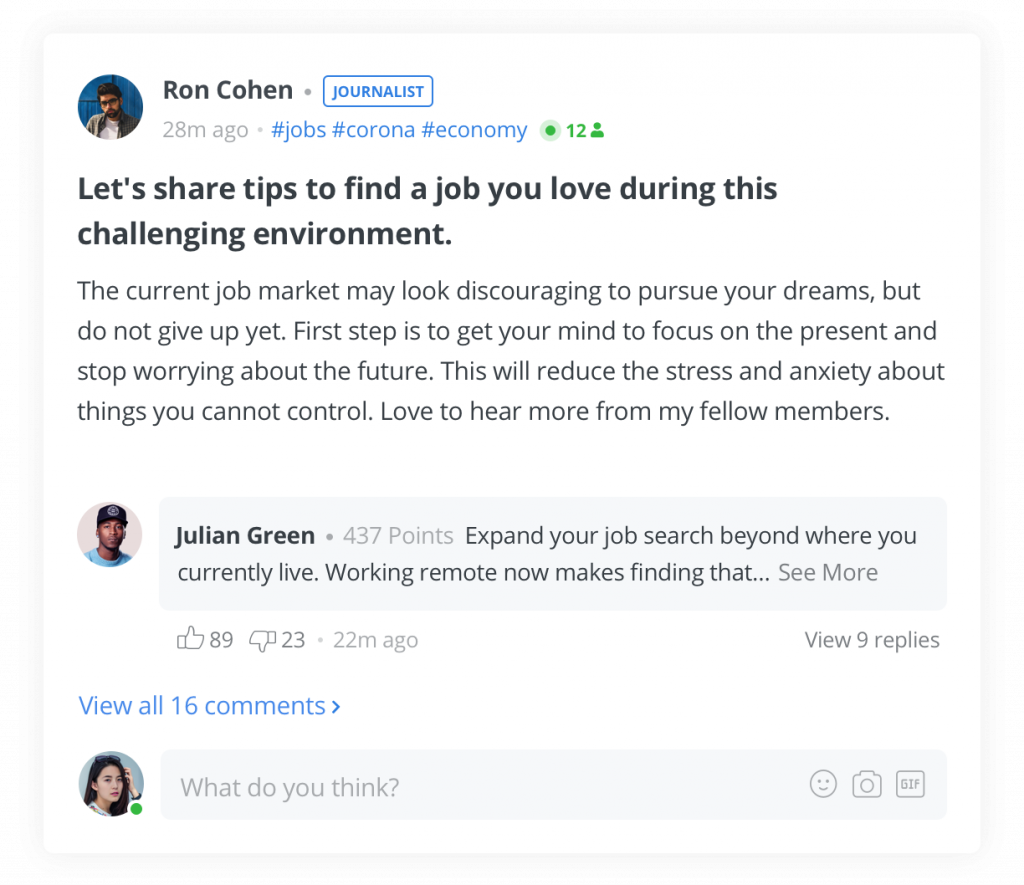 Ron Cohen • JOURNALIST
28m ago • #jobs #corona #economy 12
Let's share tips to find a job you love during this
challenging environment.
The current job market may look discouraging to pursue your dreams, but
do not give up yet. First step is to get your mind to focus on the present and
stop worrying about the future. This will reduce the stress and anxiety about
things you cannot control. Love to hear more from my fellow members.
Julian Green • 437 Points Expand your job search beyond where you
currently live. Working remote now makes finding that... See More
89 23 • 22m ago View 9 replies
View all 16 comments >
What do you think? GIF